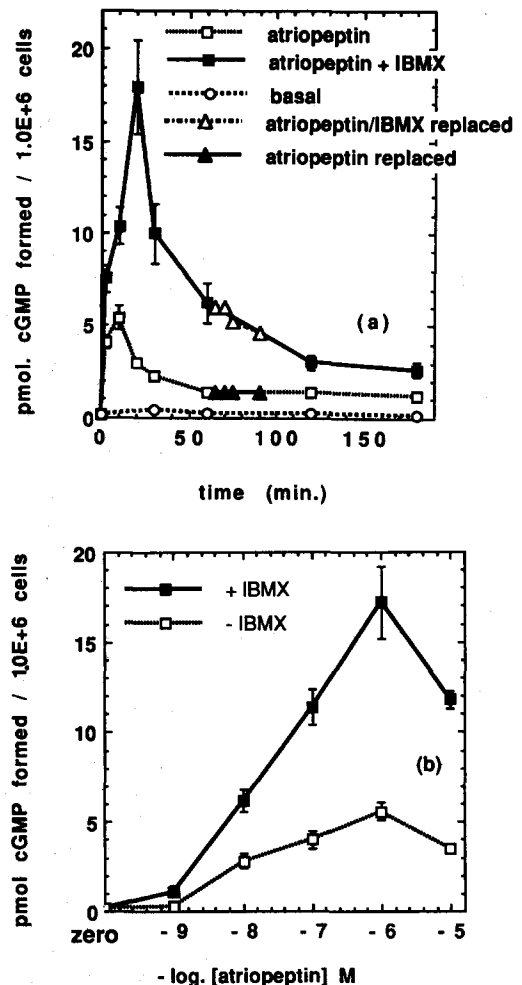 pmol. cGMP formed / 1.0E+6 cells
20
15
10
5
0
atriopeptin
atriopeptin + IBMX
basal
atriopeptin/IBMX replaced
atriopeptin replaced
(a)
0 50 100 150
time (min.)
pmol cGMP formed / 1.0E+6 cells
20
15
10
5
0
+ IBMX
- IBMX
(b)
zero - 9 - 8 - 7 - 6 - 5
- log. [atriopeptin] M